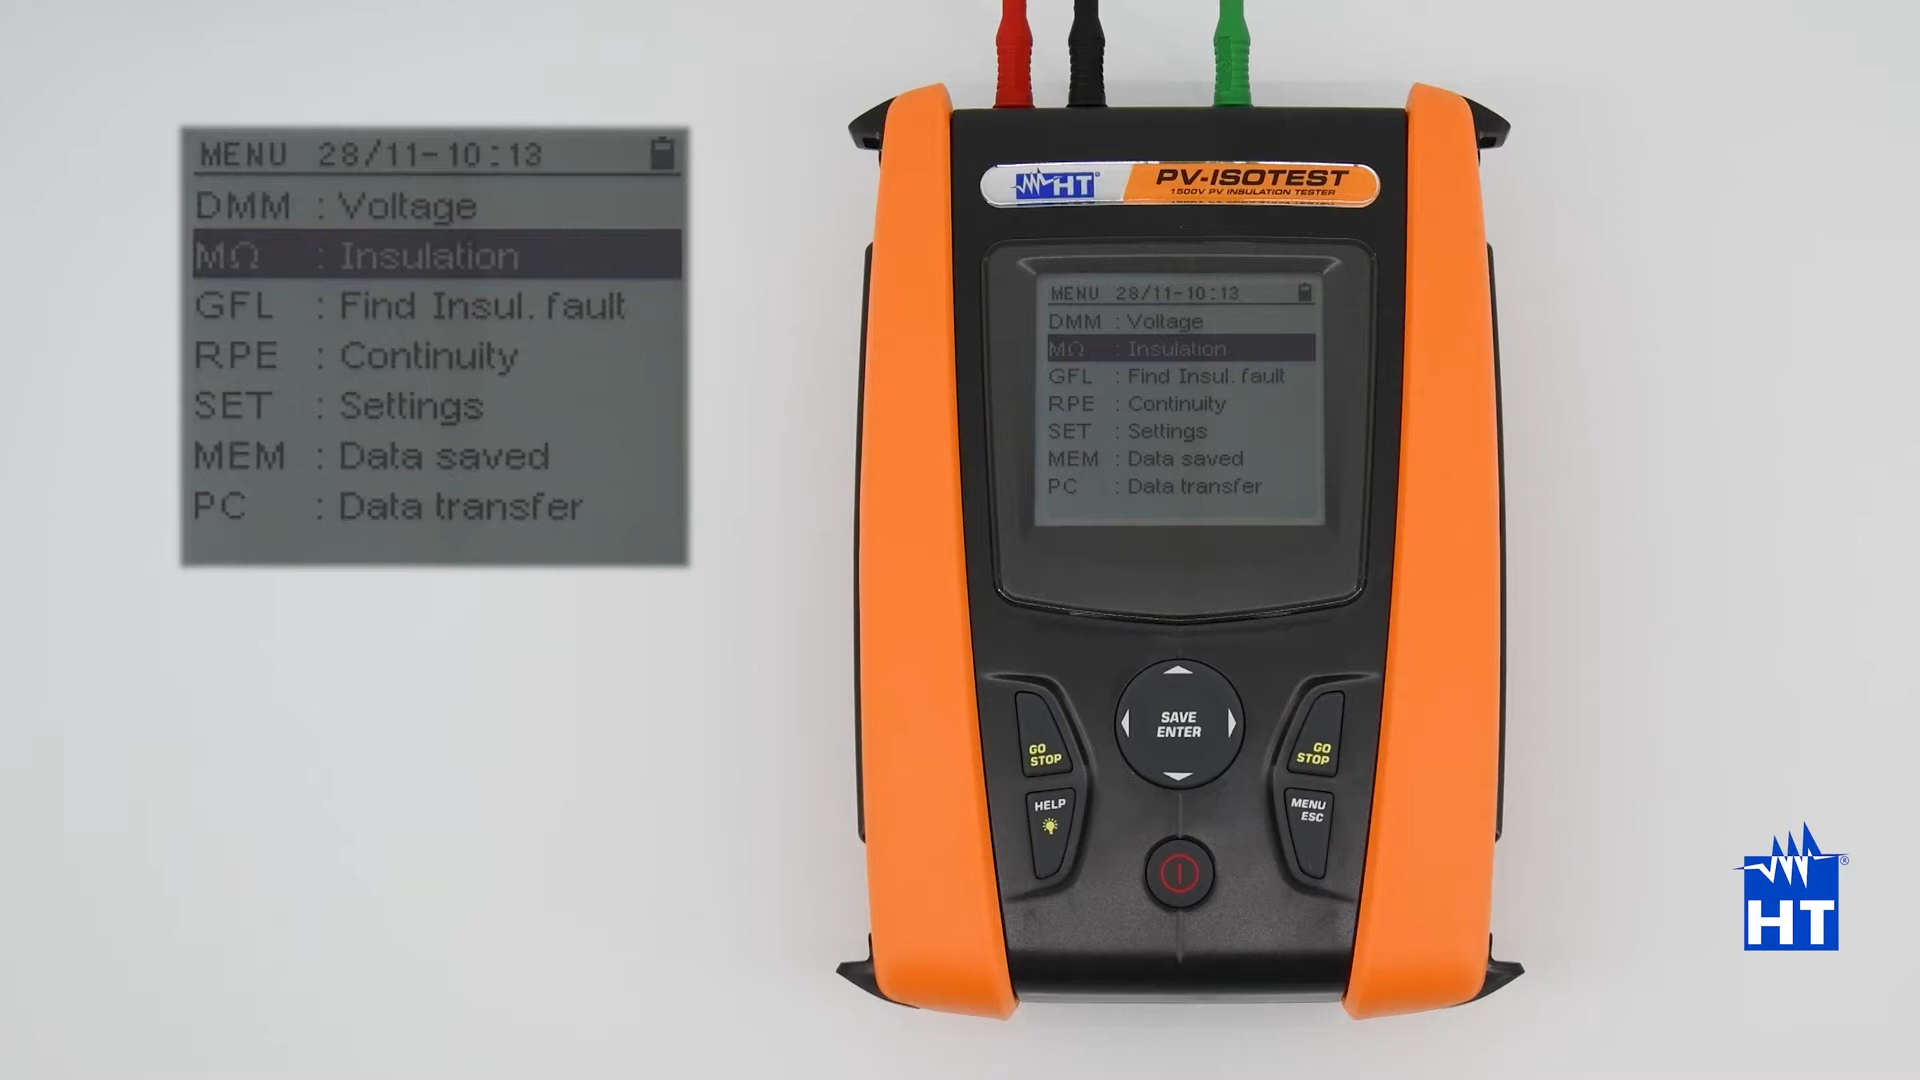 MENU 28/11-10:13
DMM : Voltage
MΩ : Insulation
GFL : Find Insul. fault
RPE : Continuity
SET : Settings
MEM : Data saved
PC : Data transfer
HT®
PV-ISOTEST
1500V PV INSULATION TESTER
MENU 28/11-10:13
DMM : Voltage
MΩ : Insulation
GFL : Find Insul. fault
RPE : Continuity
SET : Settings
MEM : Data saved
PC : Data transfer
SAVE
ENTER
GO
STOP
GO
STOP
HELP
MENU
ESC
HT®